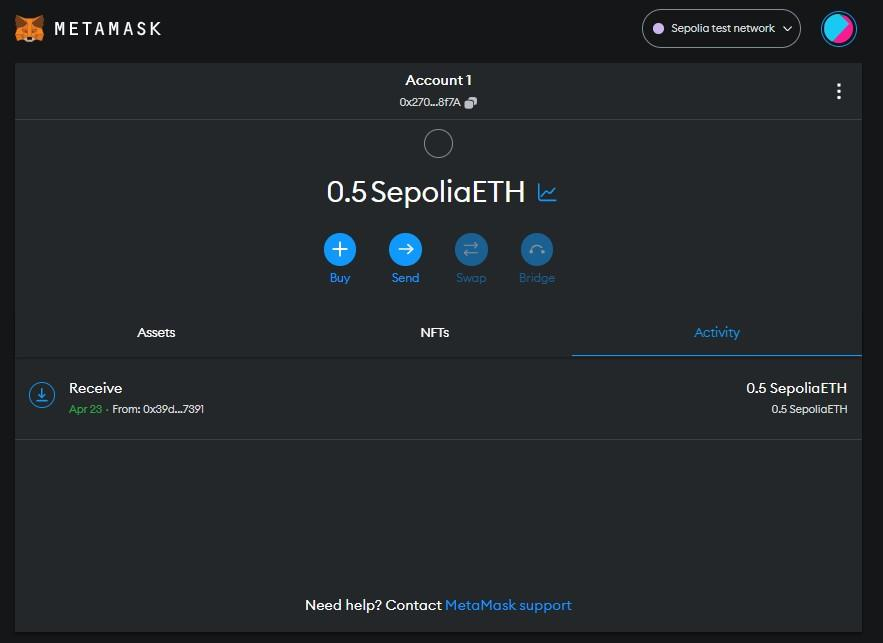 METAMASK
Sepolia test network
Account 1
0x270...8f7A
0.5 SepoliaETH
Buy Send Swap Bridge
Assets NFTs Activity
Receive 0.5 SepoliaETH
Apr 23 · From: 0x39d...7391 0.5 SepoliaETH
Need help? Contact MetaMask support